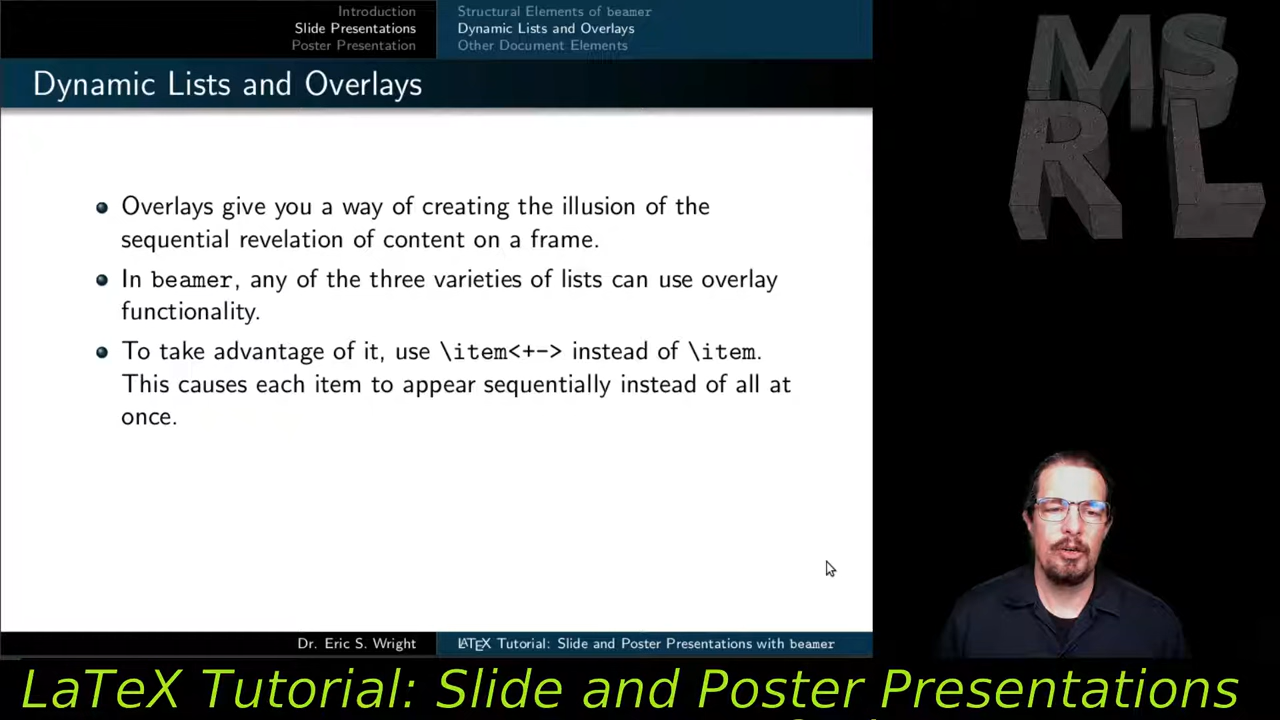 Introduction
Slide Presentations
Poster Presentation
Structural Elements of beamer
Dynamic Lists and Overlays
Other Document Elements
MS
RL
Dynamic Lists and Overlays
Overlays give you a way of creating the illusion of the
sequential revelation of content on a frame.
In beamer, any of the three varieties of lists can use overlay
functionality.
To take advantage of it, use \item<+-> instead of \item.
This causes each item to appear sequentially instead of all at
once.
Dr. Eric S. Wright
LATEX Tutorial: Slide and Poster Presentations with beamer
LaTeX Tutorial: Slide and Poster Presentations